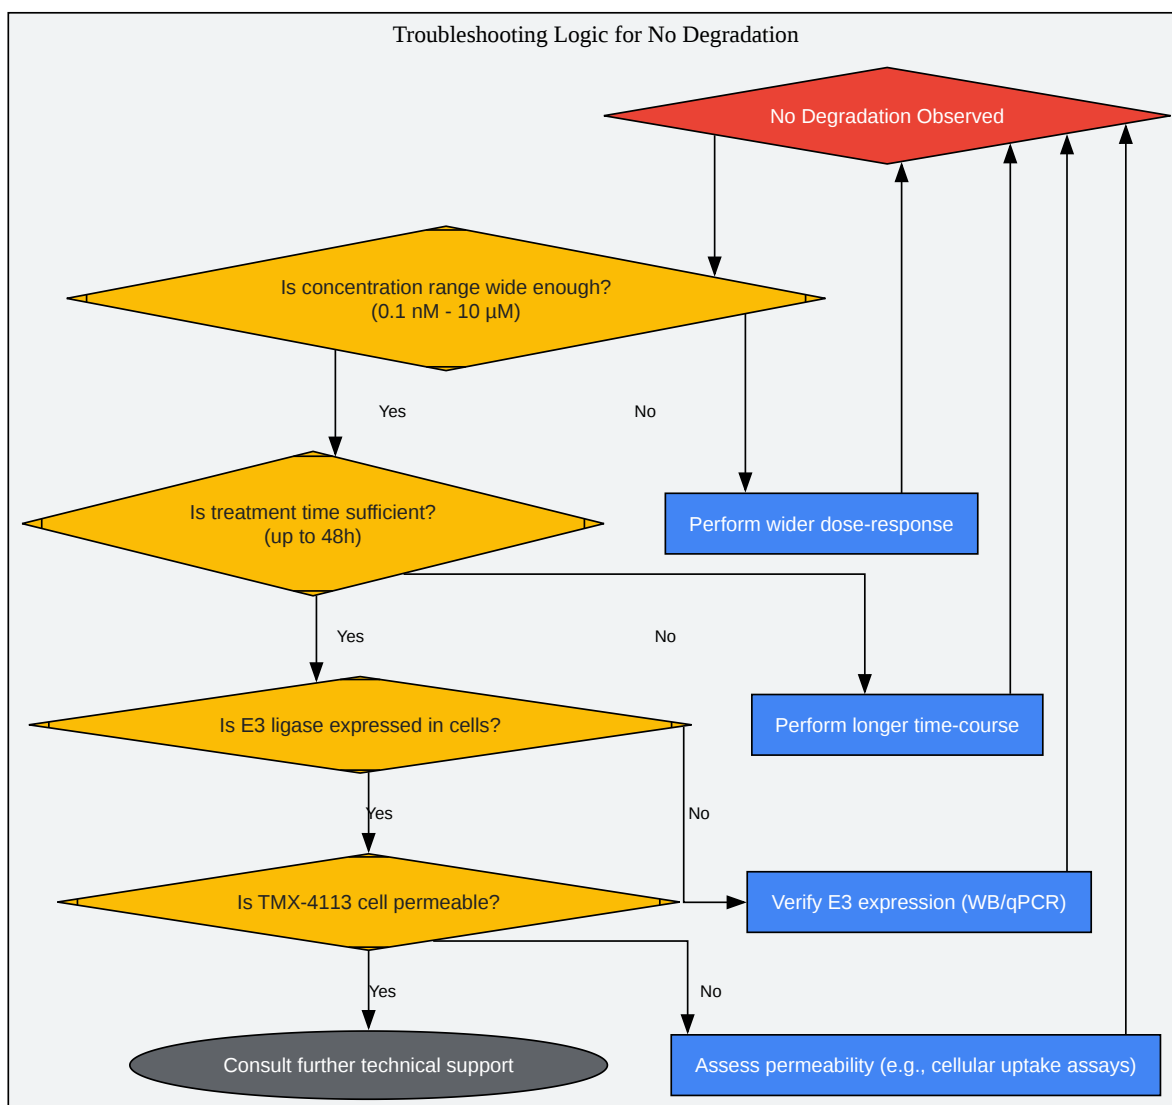 Troubleshooting Logic for No Degradation
No Degradation Observed
Is concentration range wide enough?
(0.1 nM - 10 µM)
Yes
No
Is treatment time sufficient?
(up to 48h)
Perform wider dose-response
Yes
No
Is E3 ligase expressed in cells?
Perform longer time-course
Yes
No
Is TMX-4113 cell permeable?
Verify E3 expression (WB/qPCR)
Yes
No
Consult further technical support
Assess permeability (e.g., cellular uptake assays)